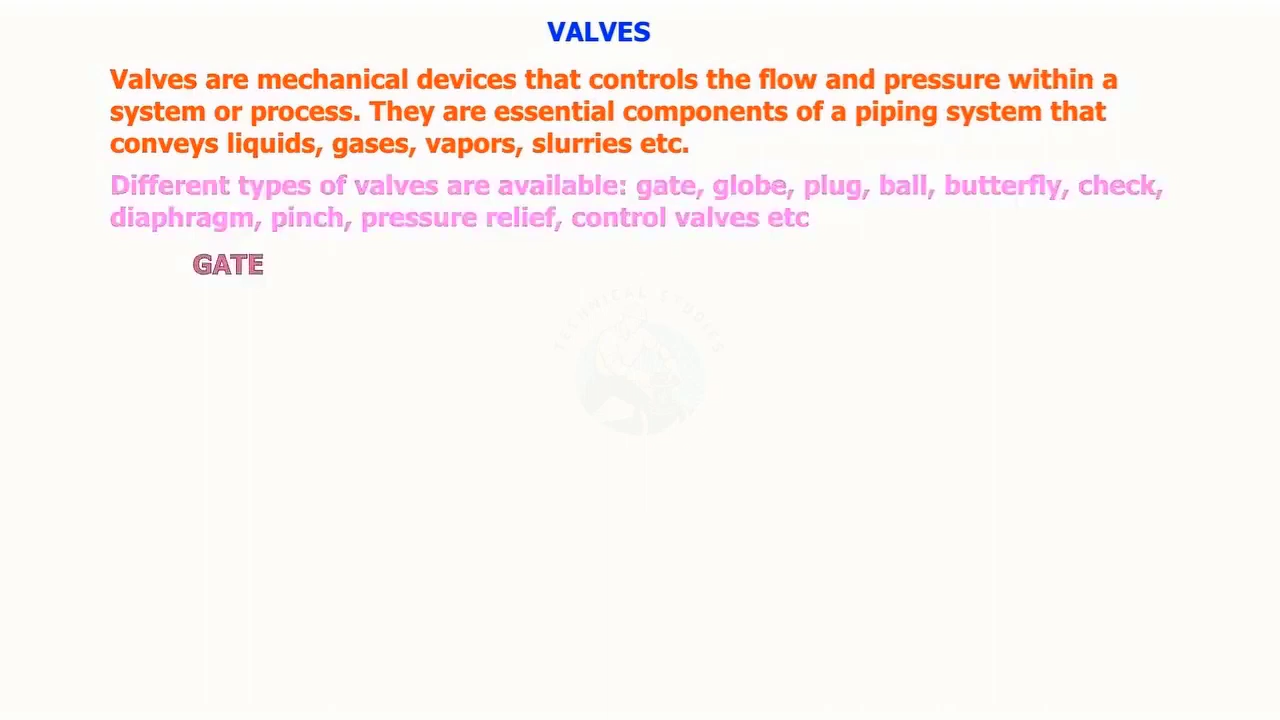 VALVES
Valves are mechanical devices that controls the flow and pressure within a
system or process. They are essential components of a piping system that
conveys liquids, gases, vapors, slurries etc.
Different types of valves are available: gate, globe, plug, ball, butterfly, check,
diaphragm, pinch, pressure relief, control valves etc
GATE
TECHNICAL STUDIES